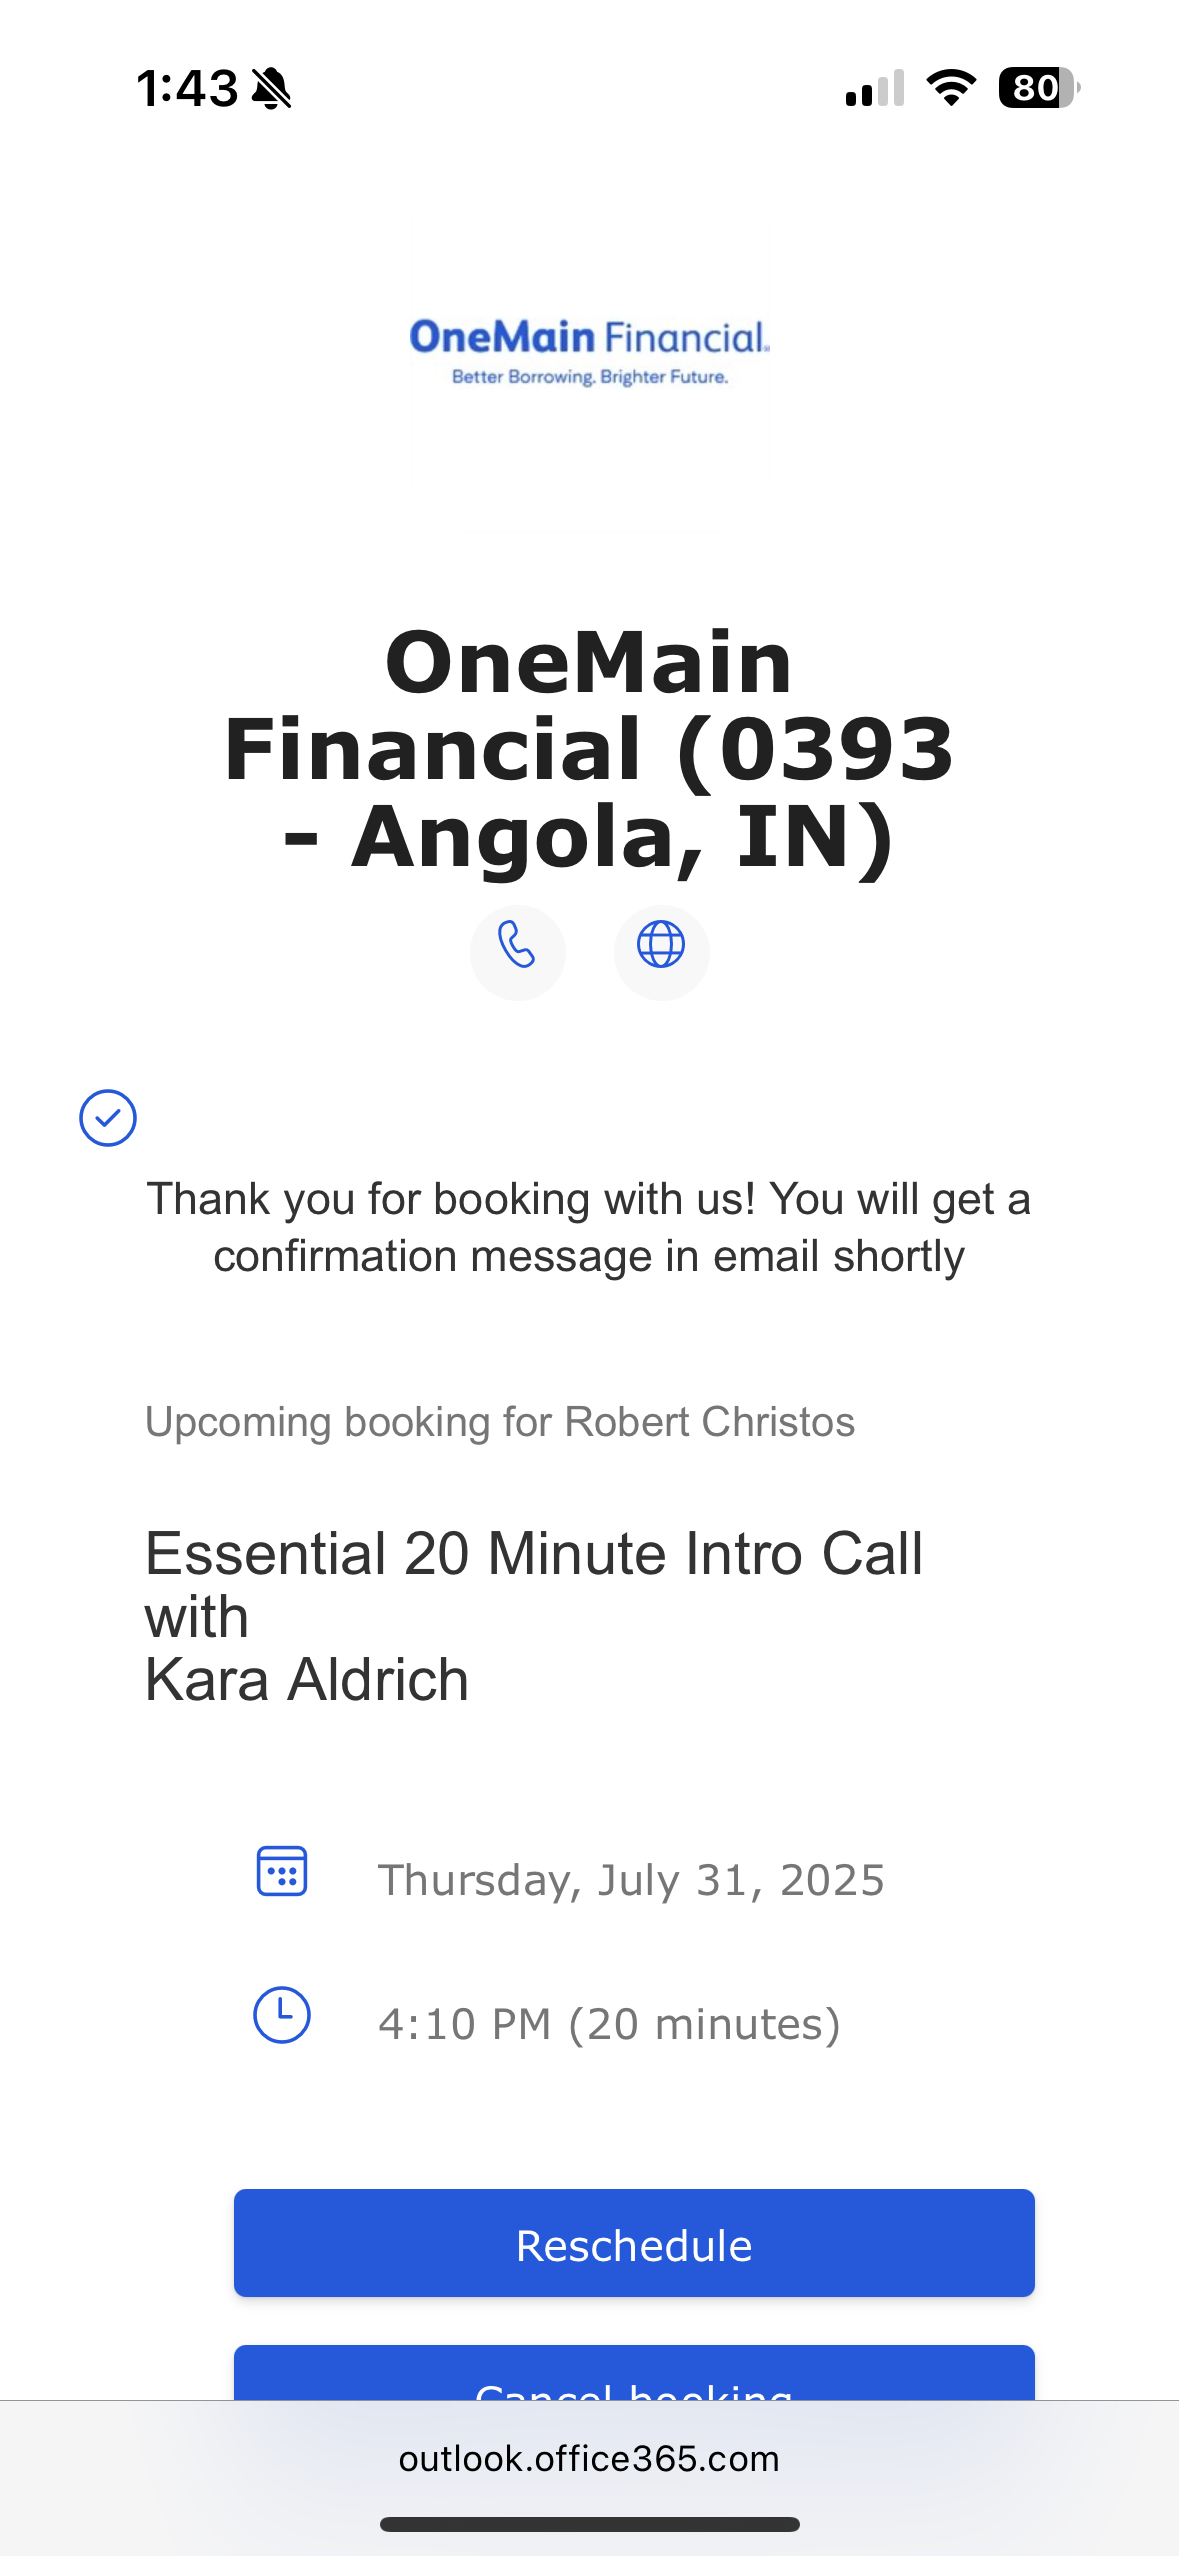 1:43
80
OneMain Financial
Better Borrowing. Brighter Future.
OneMain
Financial (0393
- Angola, IN)
Thank you for booking with us! You will get a
confirmation message in email shortly
Upcoming booking for Robert Christos
Essential 20 Minute Intro Call
with
Kara Aldrich
Thursday, July 31, 2025
4:10 PM (20 minutes)
Reschedule
Cancel booking
outlook.office365.com